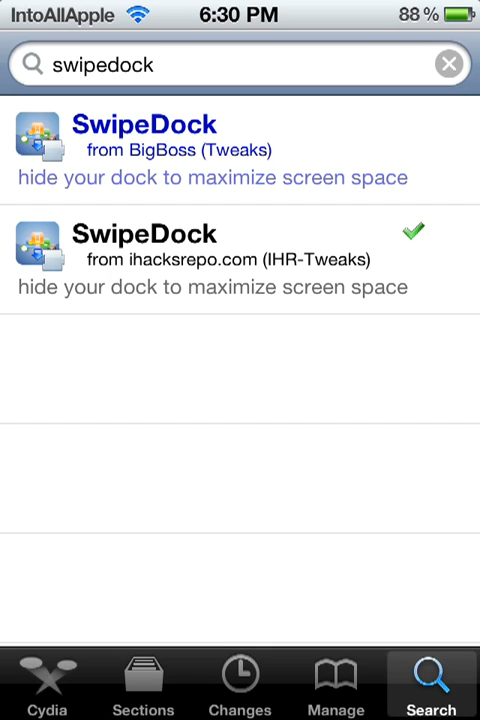 IntoAllApple 6:30 PM 88 %
swipedock
SwipeDock
from BigBoss (Tweaks)
hide your dock to maximize screen space
SwipeDock
from ihacksrepo.com (IHR-Tweaks)
hide your dock to maximize screen space
Cydia Sections Changes Manage Search